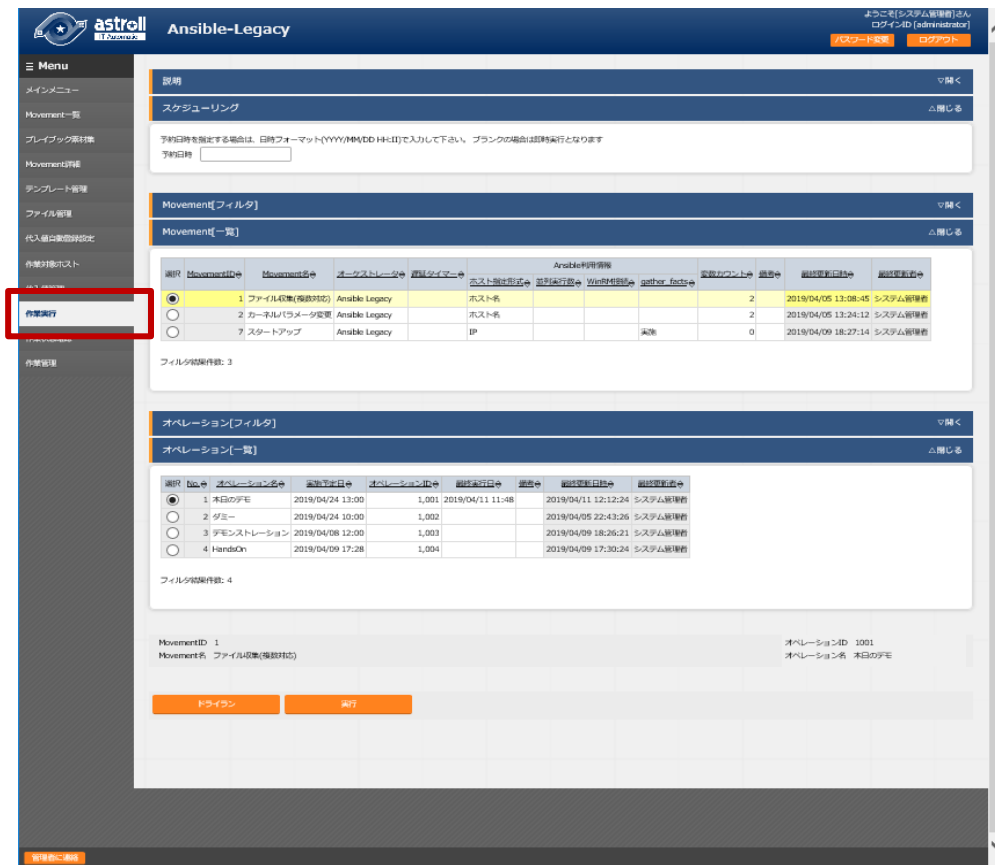 astroll
IT Automatic
Ansible-Legacy
ようこそ[システム管理者]さん
ログインID [administrator]
パスワード変更 ログアウト
Menu
メインメニュー
Movement一覧
プレイブック素材集
Movement詳細
テンプレート管理
ファイル管理
代入値自動登録設定
作業対象ホスト
作業実行
作業管理
説明 ▽開く
スケジューリング △閉じる
予約日時を指定する場合は、日時フォーマット(YYYY/MM/DD HH:II)で入力して下さい。 ブランクの場合は即時実行となります
予約日時
Movement[フィルタ] ▽開く
Movement[一覧] △閉じる
選択 MovementID Movement名 オーケストレータ 遅延タイマー Ansible利用情報 変数カウント 備考 最終更新日時 最終更新者
ホスト指定形式 並列実行数 WinRM接続 gather_facts
1 ファイル収集(複数対応) Ansible Legacy ホスト名 2 2019/04/05 13:08:45 システム管理者
2 カーネルパラメータ変更 Ansible Legacy ホスト名 2 2019/04/05 13:24:12 システム管理者
7 スタートアップ Ansible Legacy IP 実施 0 2019/04/09 18:27:14 システム管理者
フィルタ結果件数: 3
オペレーション[フィルタ] ▽開く
オペレーション[一覧] △閉じる
選択 No. オペレーション名 実施予定日 オペレーションID 最終実行日 備考 最終更新日時 最終更新者
1 本日のデモ 2019/04/24 13:00 1,001 2019/04/11 11:48 2019/04/11 12:12:24 システム管理者
2 ダミー 2019/04/24 10:00 1,002 2019/04/05 22:43:26 システム管理者
3 デモンストレーション 2019/04/08 12:00 1,003 2019/04/09 18:26:21 システム管理者
4 HandsOn 2019/04/09 17:28 1,004 2019/04/09 17:30:24 システム管理者
フィルタ結果件数: 4
MovementID 1 オペレーションID 1001
Movement名 ファイル収集(複数対応) オペレーション名 本日のデモ
ドライラン 実行
管理者に連絡